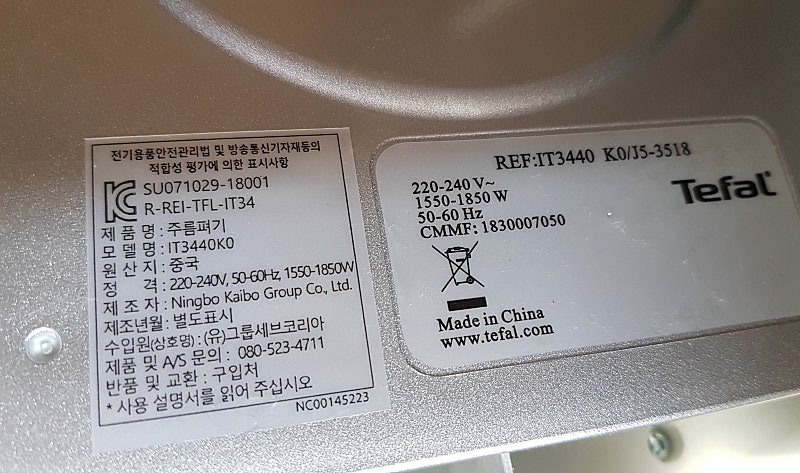 전기용품안전관리법 및 방송통신기자재등의
적합성 평가에 의한 표시사항
SU071029-18001
R-REI-TFL-IT34
제 품 명 : 주름펴기
모 델 명 : IT3440K0
원 산 지 : 중국
정 격 : 220-240V, 50-60Hz, 1550-1850W
제 조 자 : Ningbo Kaibo Group Co., Ltd.
제조년월 : 별도표시
수입원(상호명) : (유)그룹세브코리아
제품 및 A/S 문의 : 080-523-4711
반품 및 교환 : 구입처
* 사용 설명서를 읽어 주십시오
NC00145223
REF:IT3440 K0/J5-3518
220-240 V~
1550-1850 W
50-60 Hz
CMMF: 1830007050
Tefal
Made in China
www.tefal.com